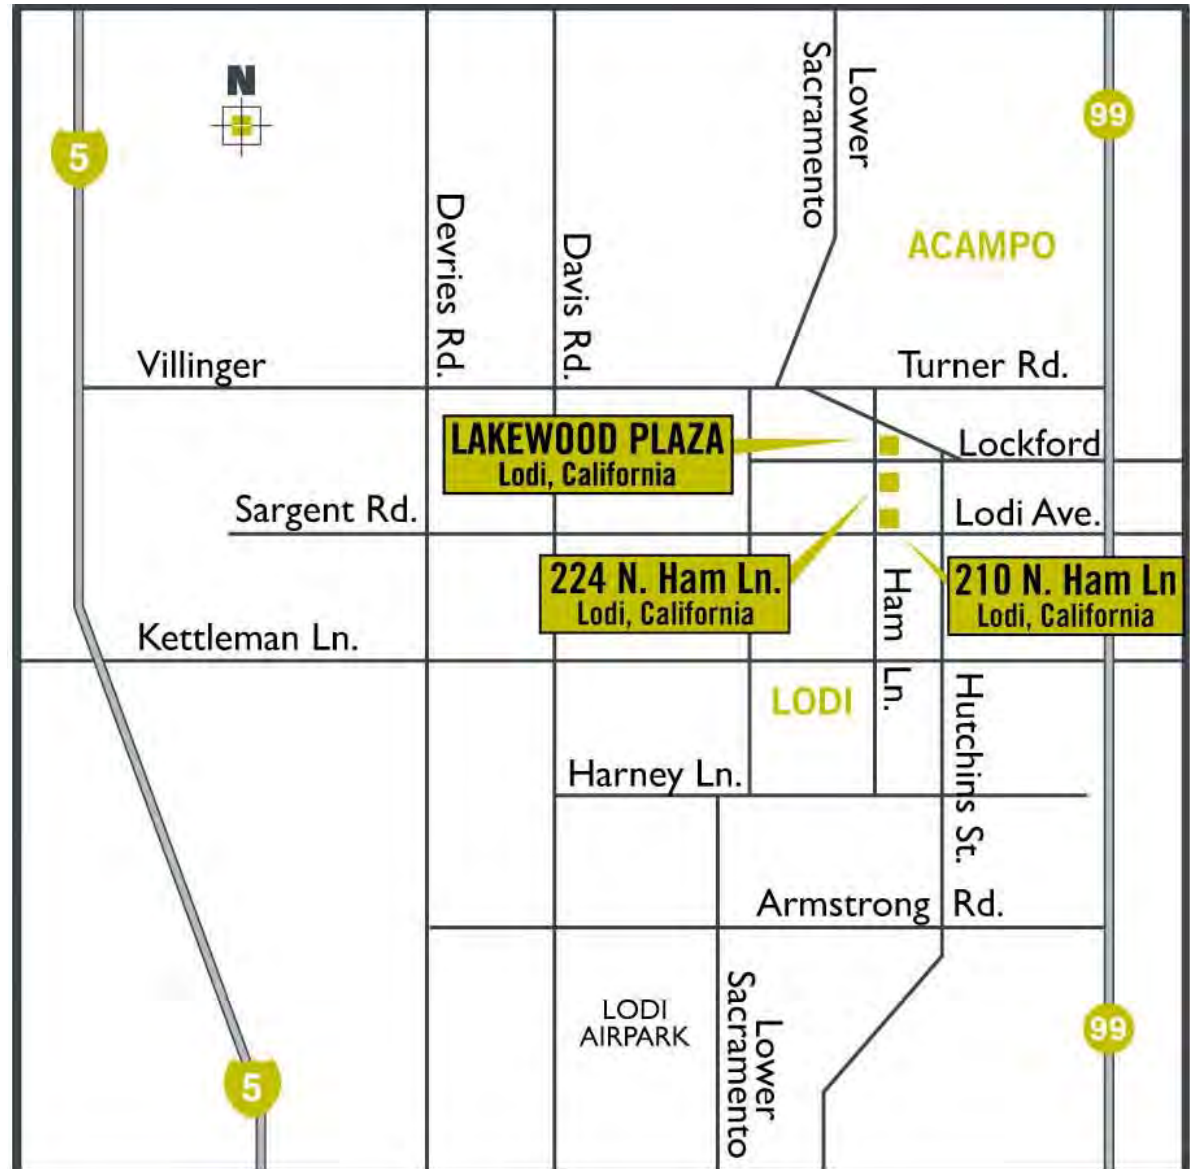 N
5
99
Lower
Sacramento
Devries Rd.
Davis Rd.
ACAMPO
Villinger
Turner Rd.
LAKEWOOD PLAZA
Lodi, California
Lockford
Sargent Rd.
Lodi Ave.
224 N. Ham Ln.
Lodi, California
Ham Ln.
210 N. Ham Ln
Lodi, California
Kettleman Ln.
LODI
Hutchins St.
Harney Ln.
Armstrong Rd.
LODI
AIRPARK
Lower
Sacramento
99
5